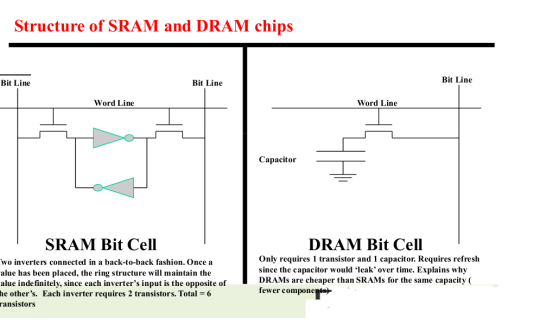 Structure of SRAM and DRAM chips
Bit Line
Bit Line
Word Line
SRAM Bit Cell
Two inverters connected in a back-to-back fashion. Once a
value has been placed, the ring structure will maintain the
value indefinitely, since each inverter's input is the opposite of
the other's. Each inverter requires 2 transistors. Total = 6
transistors
Bit Line
Word Line
Capacitor
DRAM Bit Cell
Only requires 1 transistor and 1 capacitor. Requires refresh
since the capacitor would 'leak' over time. Explains why
DRAMs are cheaper than SRAMs for the same capacity (
fewer components)